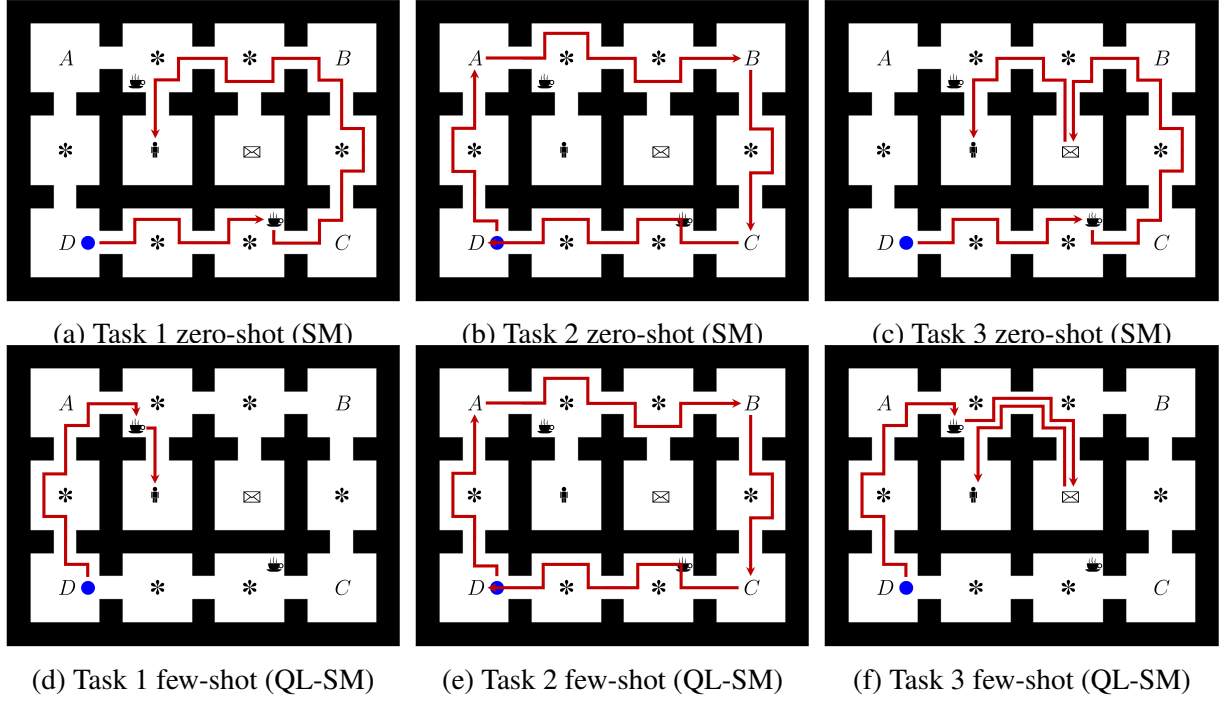 A B A B A B
D C D C D C
(a) Task 1 zero-shot (SM) (b) Task 2 zero-shot (SM) (c) Task 3 zero-shot (SM)
A B A B A B
D C D C D C
(d) Task 1 few-shot (QL-SM) (e) Task 2 few-shot (QL-SM) (f) Task 3 few-shot (QL-SM)